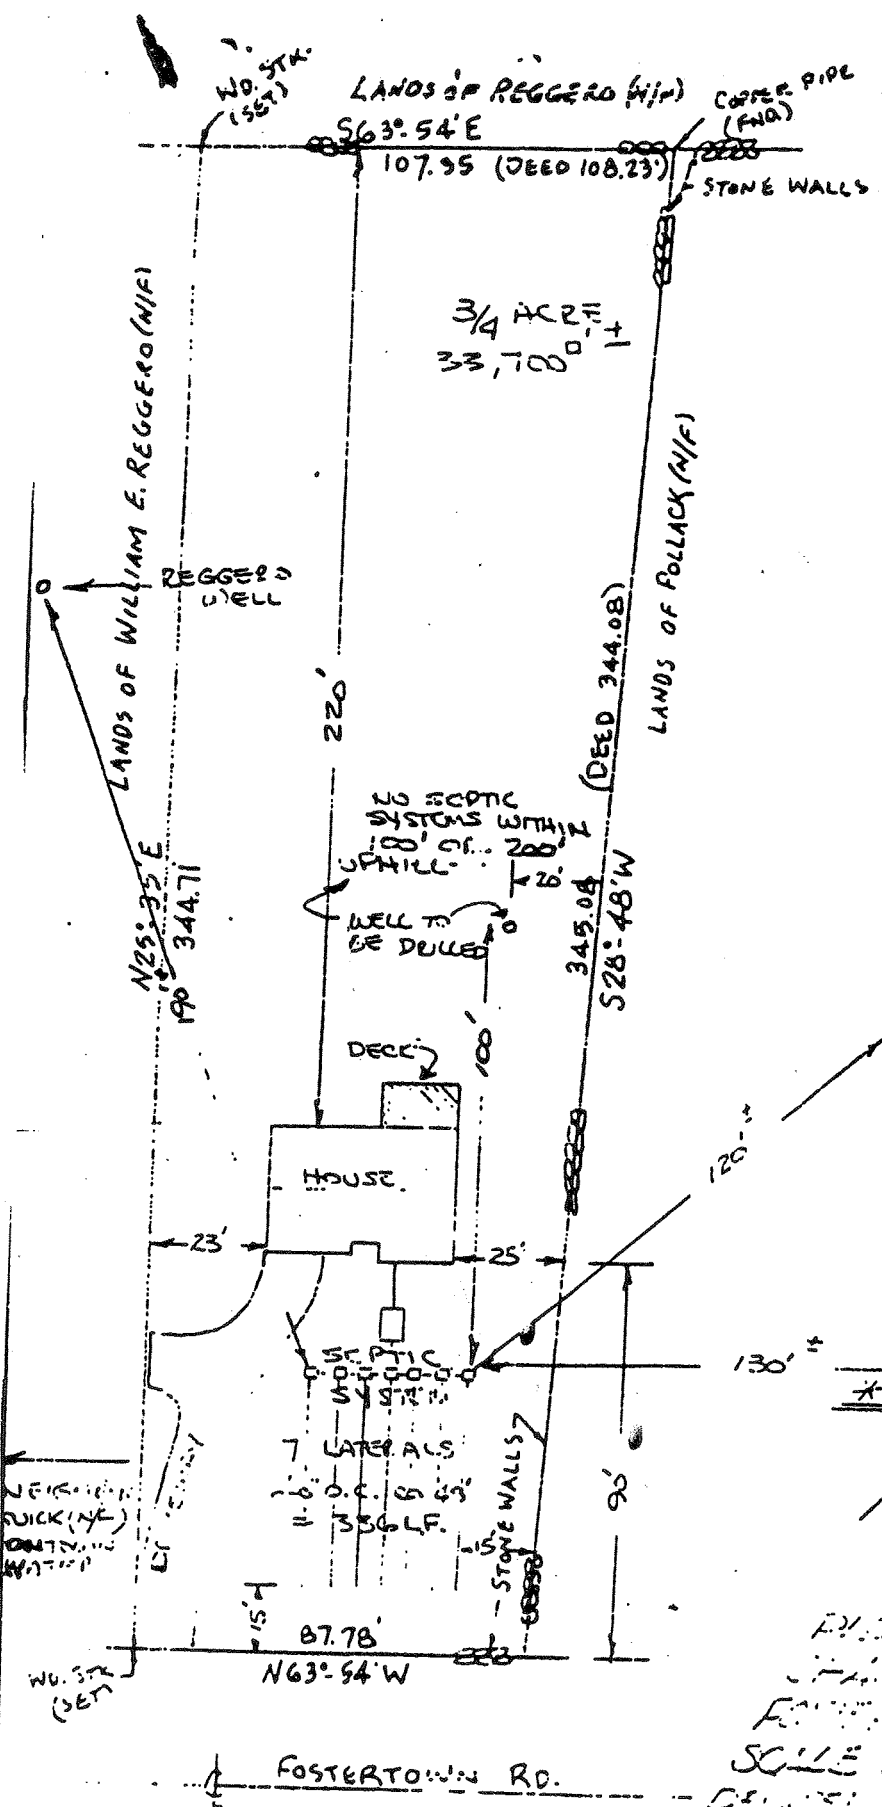 WD. STK.
(SET)
LANDS OF REGGERO (N/F)
COPPER PIPE
(FND.)
S63°-54'E
107.95 (DEED 108.23')
STONE WALLS
3/4 ACRE
33,700□' ±
LANDS OF WILLIAM E. REGGERO (N/F)
LANDS OF POLLACK (N/F)
REGGERO
WELL
220'
(DEED 344.08)
345.08
S28°-48'W
N25°-35'E
344.71
190'±
NO SEPTIC
SYSTEMS WITHIN
100' OR 200'
UPHILL
20'
WELL TO
BE DRILLED
100'
DECK
HOUSE
120'±
23'
25'
130'±
SEPTIC
SYSTEM
7 LATERALS
= 336 L.F.
STONE WALLS
90'
15'
15'
87.78'
N63°-54'W
WD. STK
(SET)
FOSTERTOWN RD.
SCALE